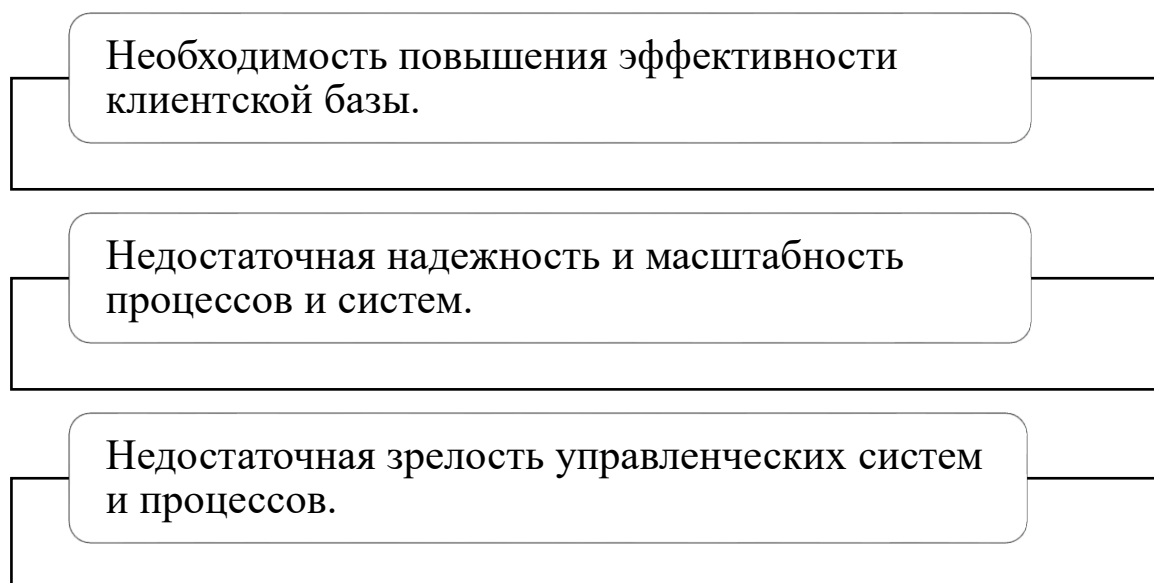 Необходимость повышения эффективности
клиентской базы.
Недостаточная надежность и масштабность
процессов и систем.
Недостаточная зрелость управленческих систем
и процессов.